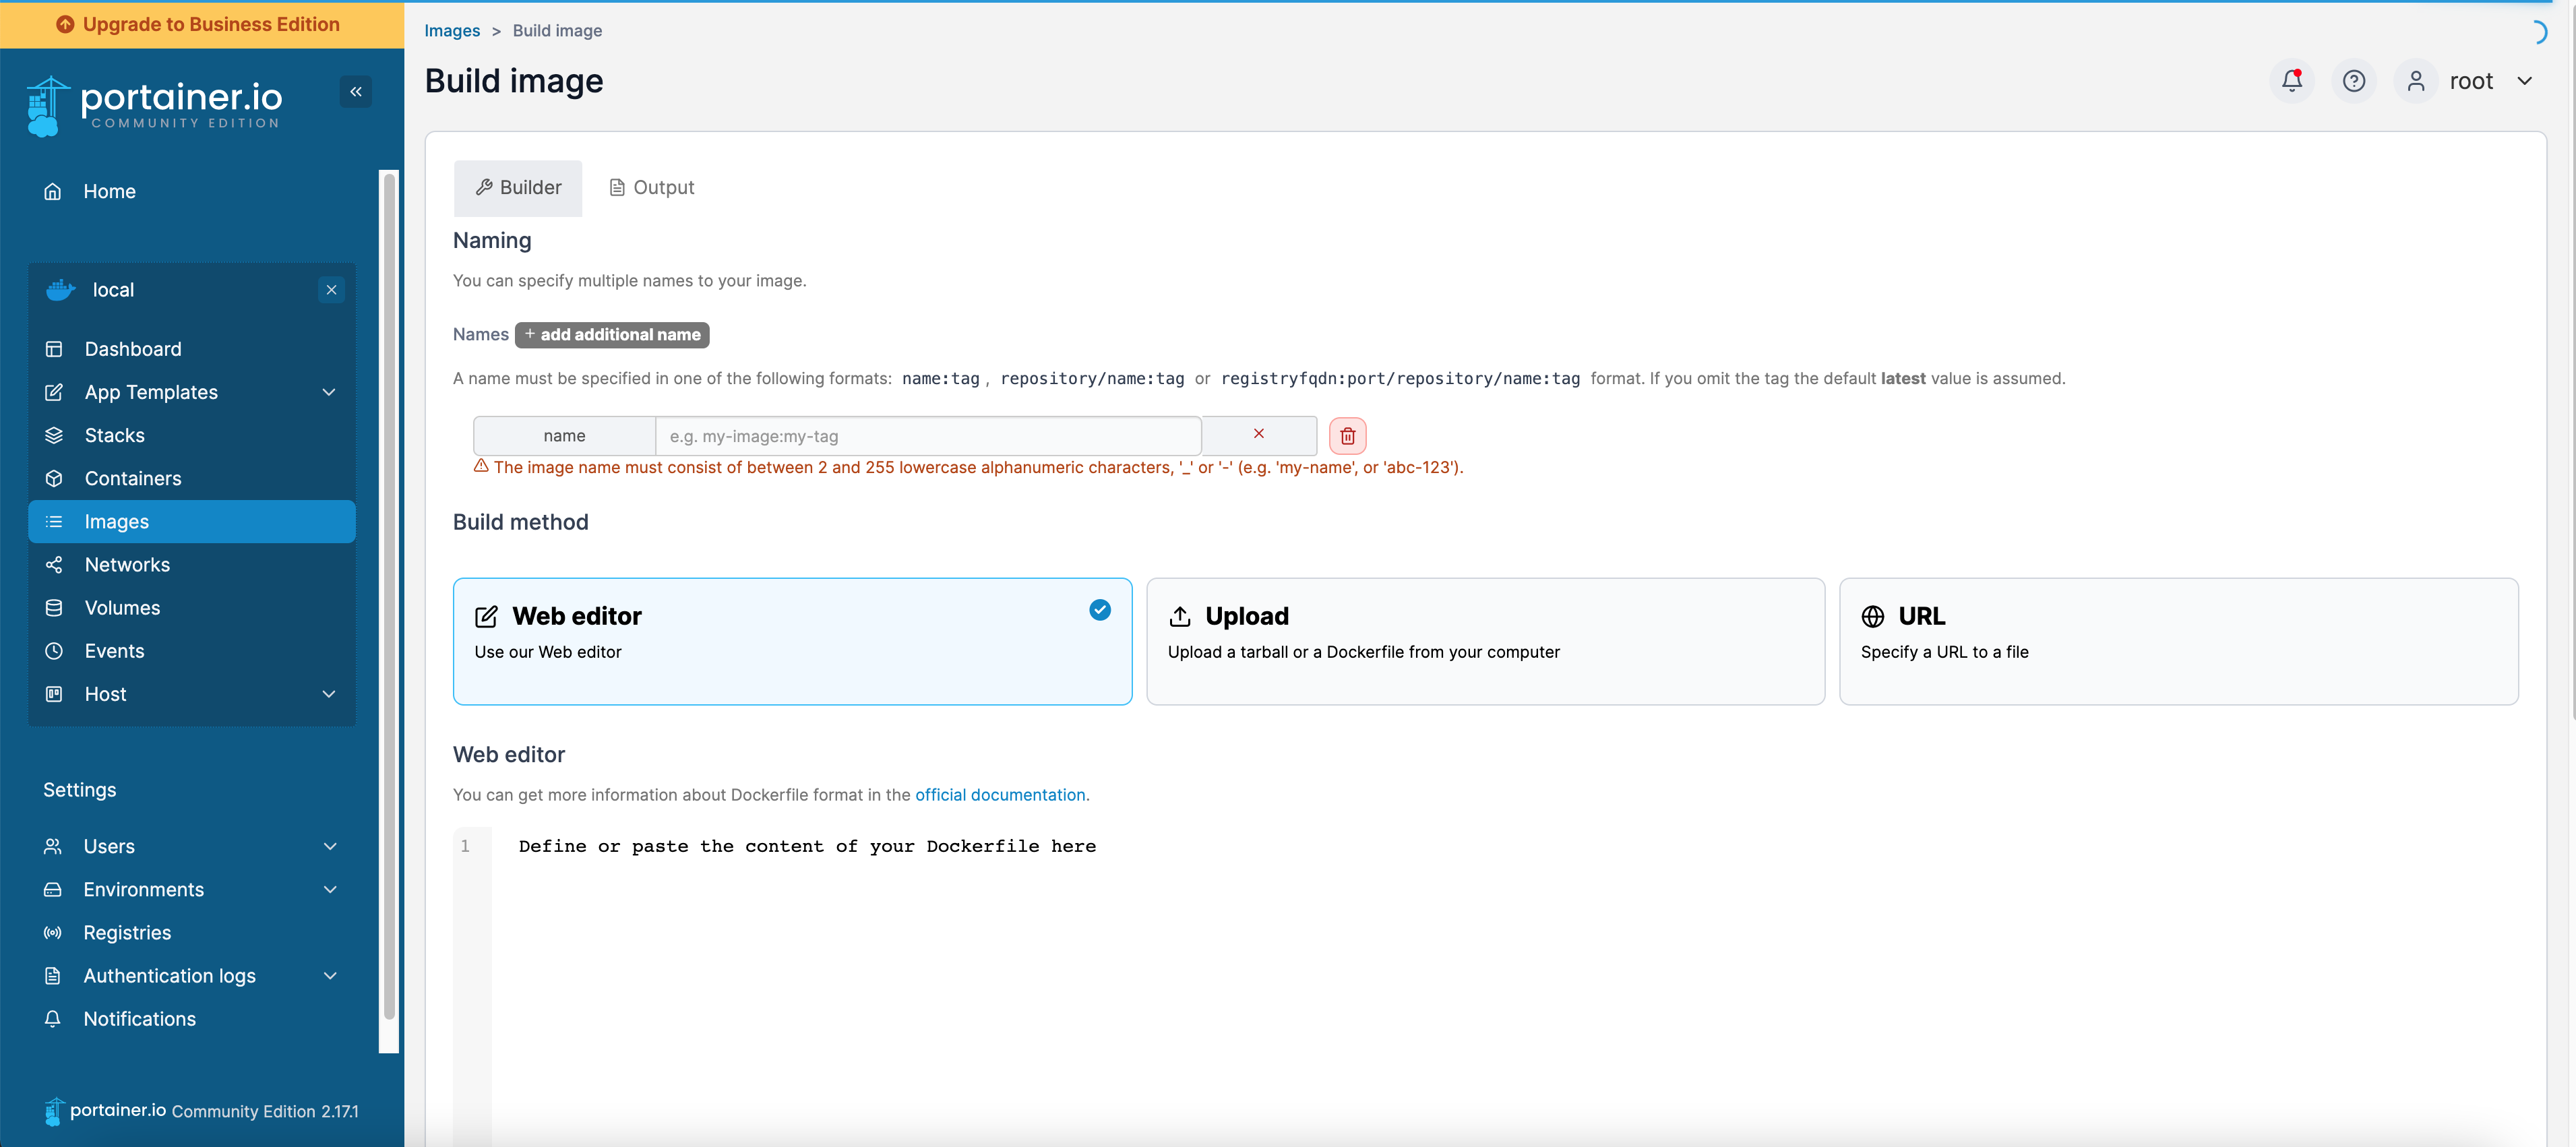 Upgrade to Business Edition
portainer.io
COMMUNITY EDITION
Home
local
Dashboard
App Templates
Stacks
Containers
Images
Networks
Volumes
Events
Host
Settings
Users
Environments
Registries
Authentication logs
Notifications
portainer.io Community Edition 2.17.1
Images > Build image
Build image
root
Builder
Output
Naming
You can specify multiple names to your image.
Names + add additional name
A name must be specified in one of the following formats: name:tag , repository/name:tag or registryfqdn:port/repository/name:tag format. If you omit the tag the default latest value is assumed.
name
e.g. my-image:my-tag
The image name must consist of between 2 and 255 lowercase alphanumeric characters, '_' or '-' (e.g. 'my-name', or 'abc-123').
Build method
Web editor
Use our Web editor
Upload
Upload a tarball or a Dockerfile from your computer
URL
Specify a URL to a file
Web editor
You can get more information about Dockerfile format in the official documentation.
1 Define or paste the content of your Dockerfile here